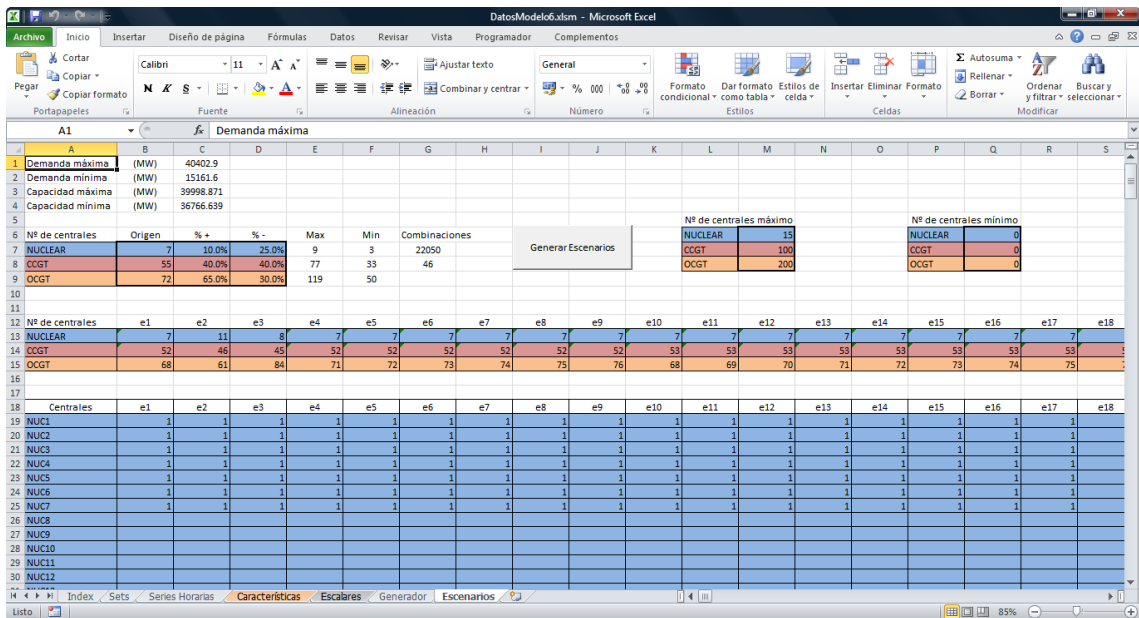 DatosModelo6.xlsm - Microsoft Excel
Archivo Inicio Insertar Diseño de página Fórmulas Datos Revisar Vista Programador Complementos
Pegar Cortar Copiar Copiar formato Portapapeles
Calibri 11 A A N K S A Fuente
Ajustar texto Combinar y centrar Alineación
General % 000 Número
Formato condicional Dar formato como tabla Estilos de celda Estilos
Insertar Eliminar Formato Celdas
Σ Autosuma Rellenar Borrar Ordenar y filtrar Buscar y seleccionar Modificar
A1 fx Demanda máxima
A B C D E F G H I J K L M N O P Q R S
1 Demanda máxima (MW) 40402.9
2 Demanda mínima (MW) 15161.6
3 Capacidad máxima (MW) 39998.871
4 Capacidad mínima (MW) 36766.639
5 Nº de centrales máximo Nº de centrales mínimo
6 Nº de centrales Origen % + % - Max Min Combinaciones NUCLEAR 15 NUCLEAR 0
7 NUCLEAR 7 10.0% 25.0% 9 3 22050 Generar Escenarios CCGT 100 CCGT 0
8 CCGT 55 40.0% 40.0% 77 33 46 OCGT 200 OCGT 0
9 OCGT 72 65.0% 30.0% 119 50
10
11
12 Nº de centrales e1 e2 e3 e4 e5 e6 e7 e8 e9 e10 e11 e12 e13 e14 e15 e16 e17 e18
13 NUCLEAR 7 11 8 7 7 7 7 7 7 7 7 7 7 7 7 7 7
14 CCGT 52 46 45 52 52 52 52 52 52 53 53 53 53 53 53 53 53
15 OCGT 68 61 84 71 72 73 74 75 76 68 69 70 71 72 73 74 75
16
17
18 Centrales e1 e2 e3 e4 e5 e6 e7 e8 e9 e10 e11 e12 e13 e14 e15 e16 e17 e18
19 NUC1 1 1 1 1 1 1 1 1 1 1 1 1 1 1 1 1 1
20 NUC2 1 1 1 1 1 1 1 1 1 1 1 1 1 1 1 1 1
21 NUC3 1 1 1 1 1 1 1 1 1 1 1 1 1 1 1 1 1
22 NUC4 1 1 1 1 1 1 1 1 1 1 1 1 1 1 1 1 1
23 NUC5 1 1 1 1 1 1 1 1 1 1 1 1 1 1 1 1 1
24 NUC6 1 1 1 1 1 1 1 1 1 1 1 1 1 1 1 1 1
25 NUC7 1 1 1 1 1 1 1 1 1 1 1 1 1 1 1 1 1
26 NUC8
27 NUC9
28 NUC10
29 NUC11
30 NUC12
Index Sets Series Horarias Características Escalares Generador Escenarios
Listo 85%